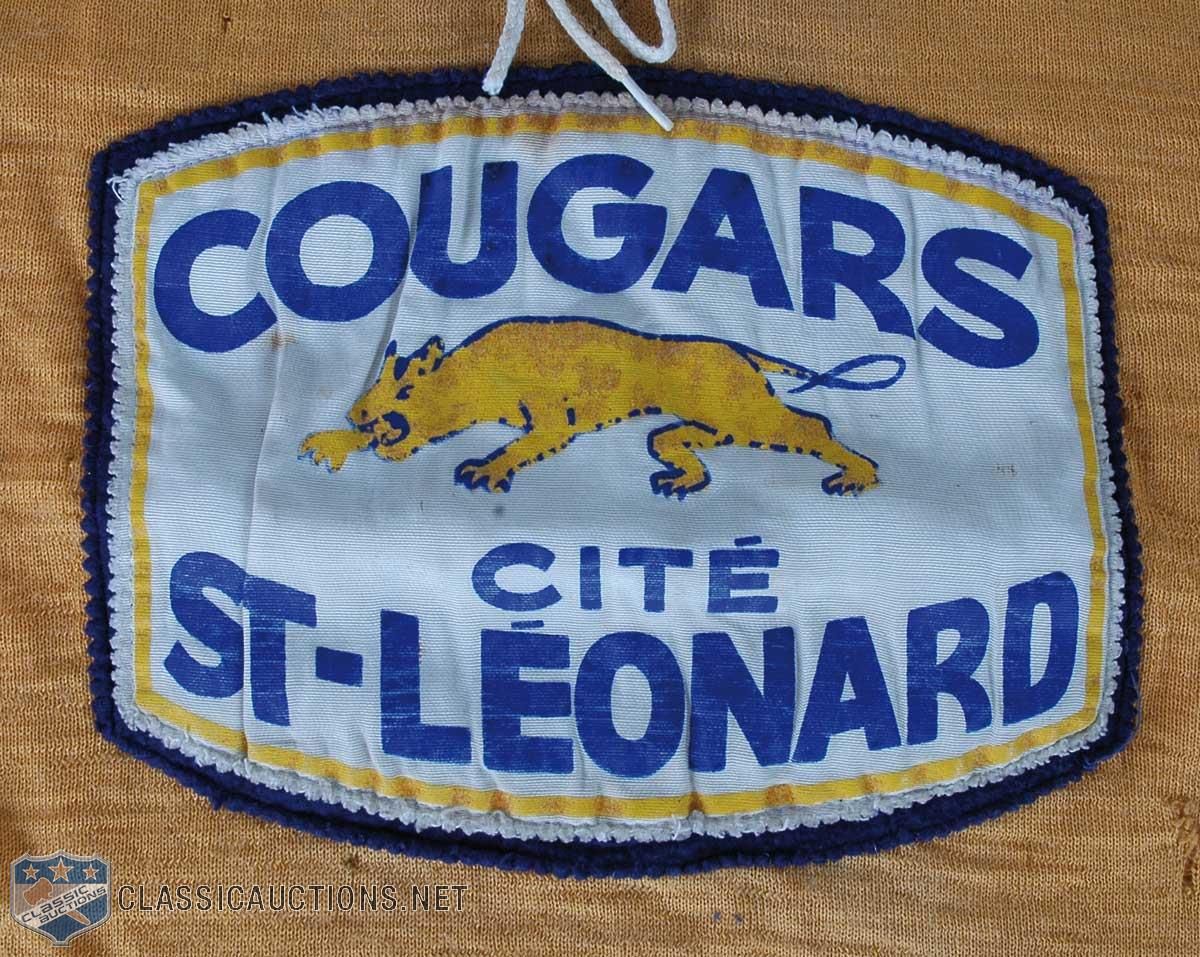 COUGARS
CITÉ
ST-LÉONARD
CLASSIC
AUCTIONS
CLASSICAUCTIONS.NET